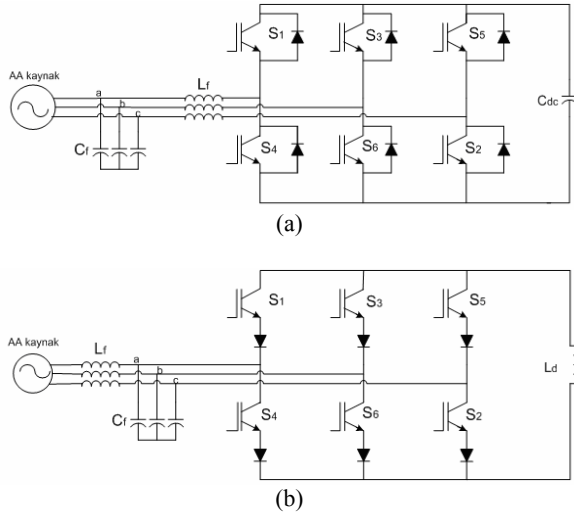 S1
S3
S5
AA kaynak
a
b
c
Lf
Cf
Cdc
S4
S6
S2
(a)
S1
S3
S5
AA kaynak
Lf
a
b
c
Cf
Ld
S4
S6
S2
(b)